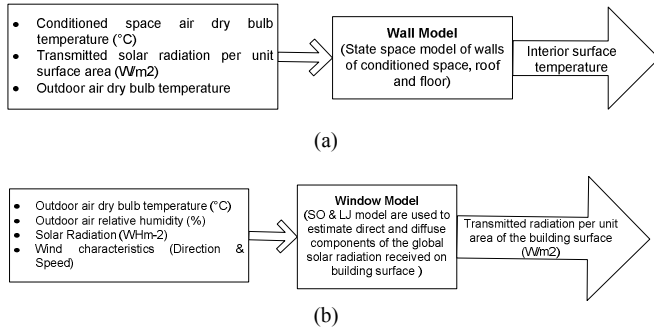 • Conditioned space air dry bulb
temperature (°C)
• Transmitted solar radiation per unit
surface area (W/m2)
• Outdoor air dry bulb temperature
Wall Model
(State space model of walls
of conditioned space, roof
and floor)
Interior surface
temperature
(a)
• Outdoor air dry bulb temperature (°C)
• Outdoor air relative humidity (%)
• Solar Radiation (WHm-2)
• Wind characteristics (Direction &
Speed)
Window Model
(SO & LJ model are used to
estimate direct and diffuse
components of the global
solar radiation received on
building surface )
Transmitted radiation per unit
area of the building surface
(W/m2)
(b)